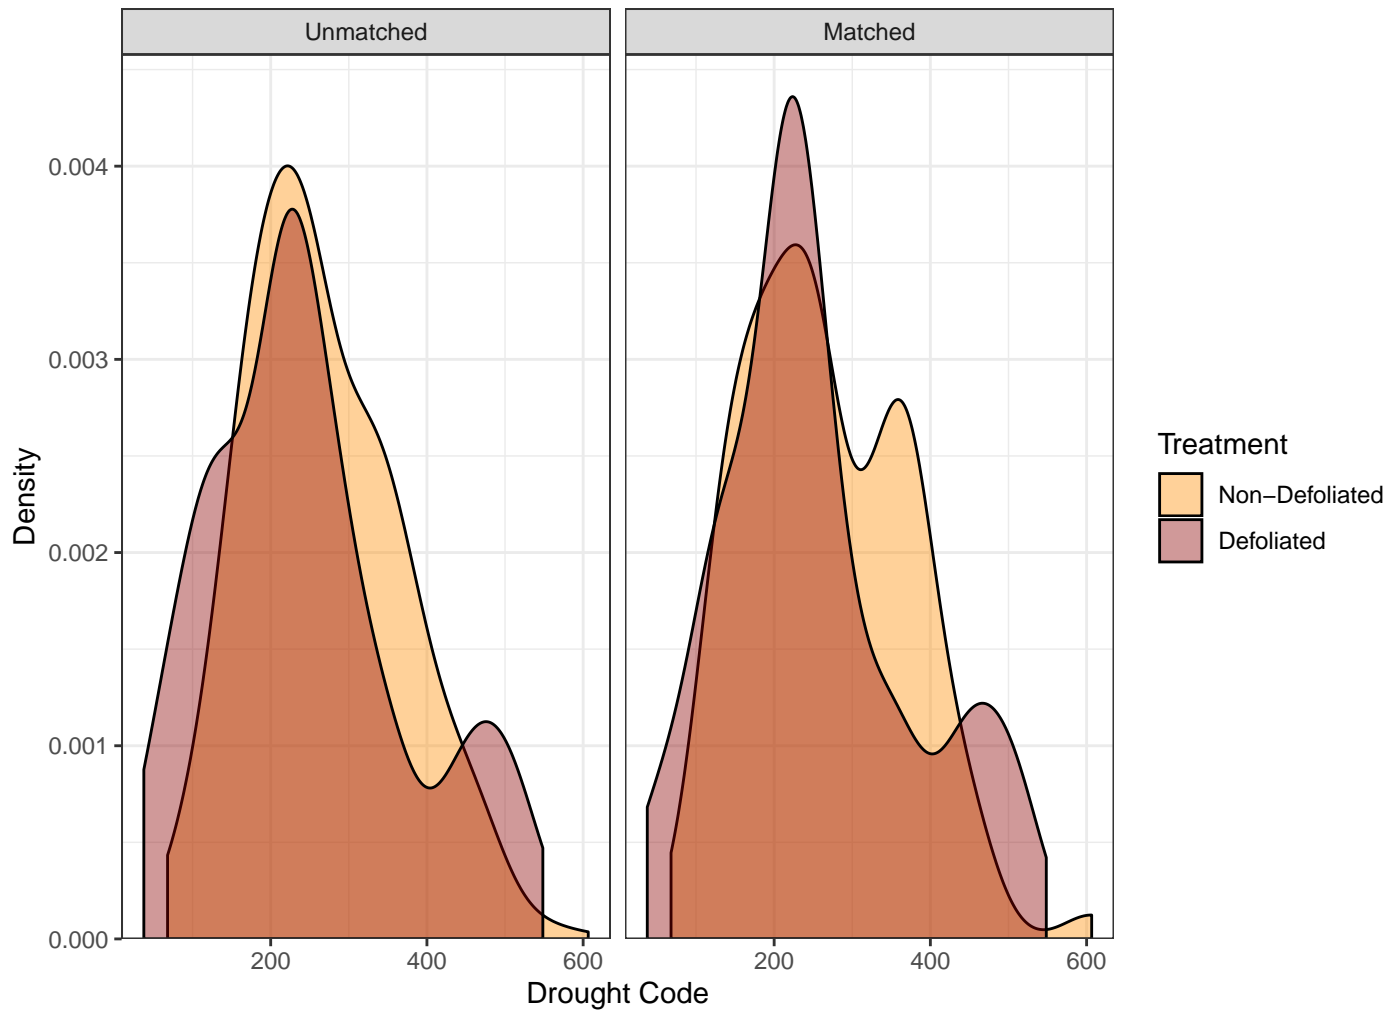 Unmatched
Matched
Density
0.004
0.003
0.002
0.001
0.000
200
400
600
200
400
600
Drought Code
Treatment
Non−Defoliated
Defoliated